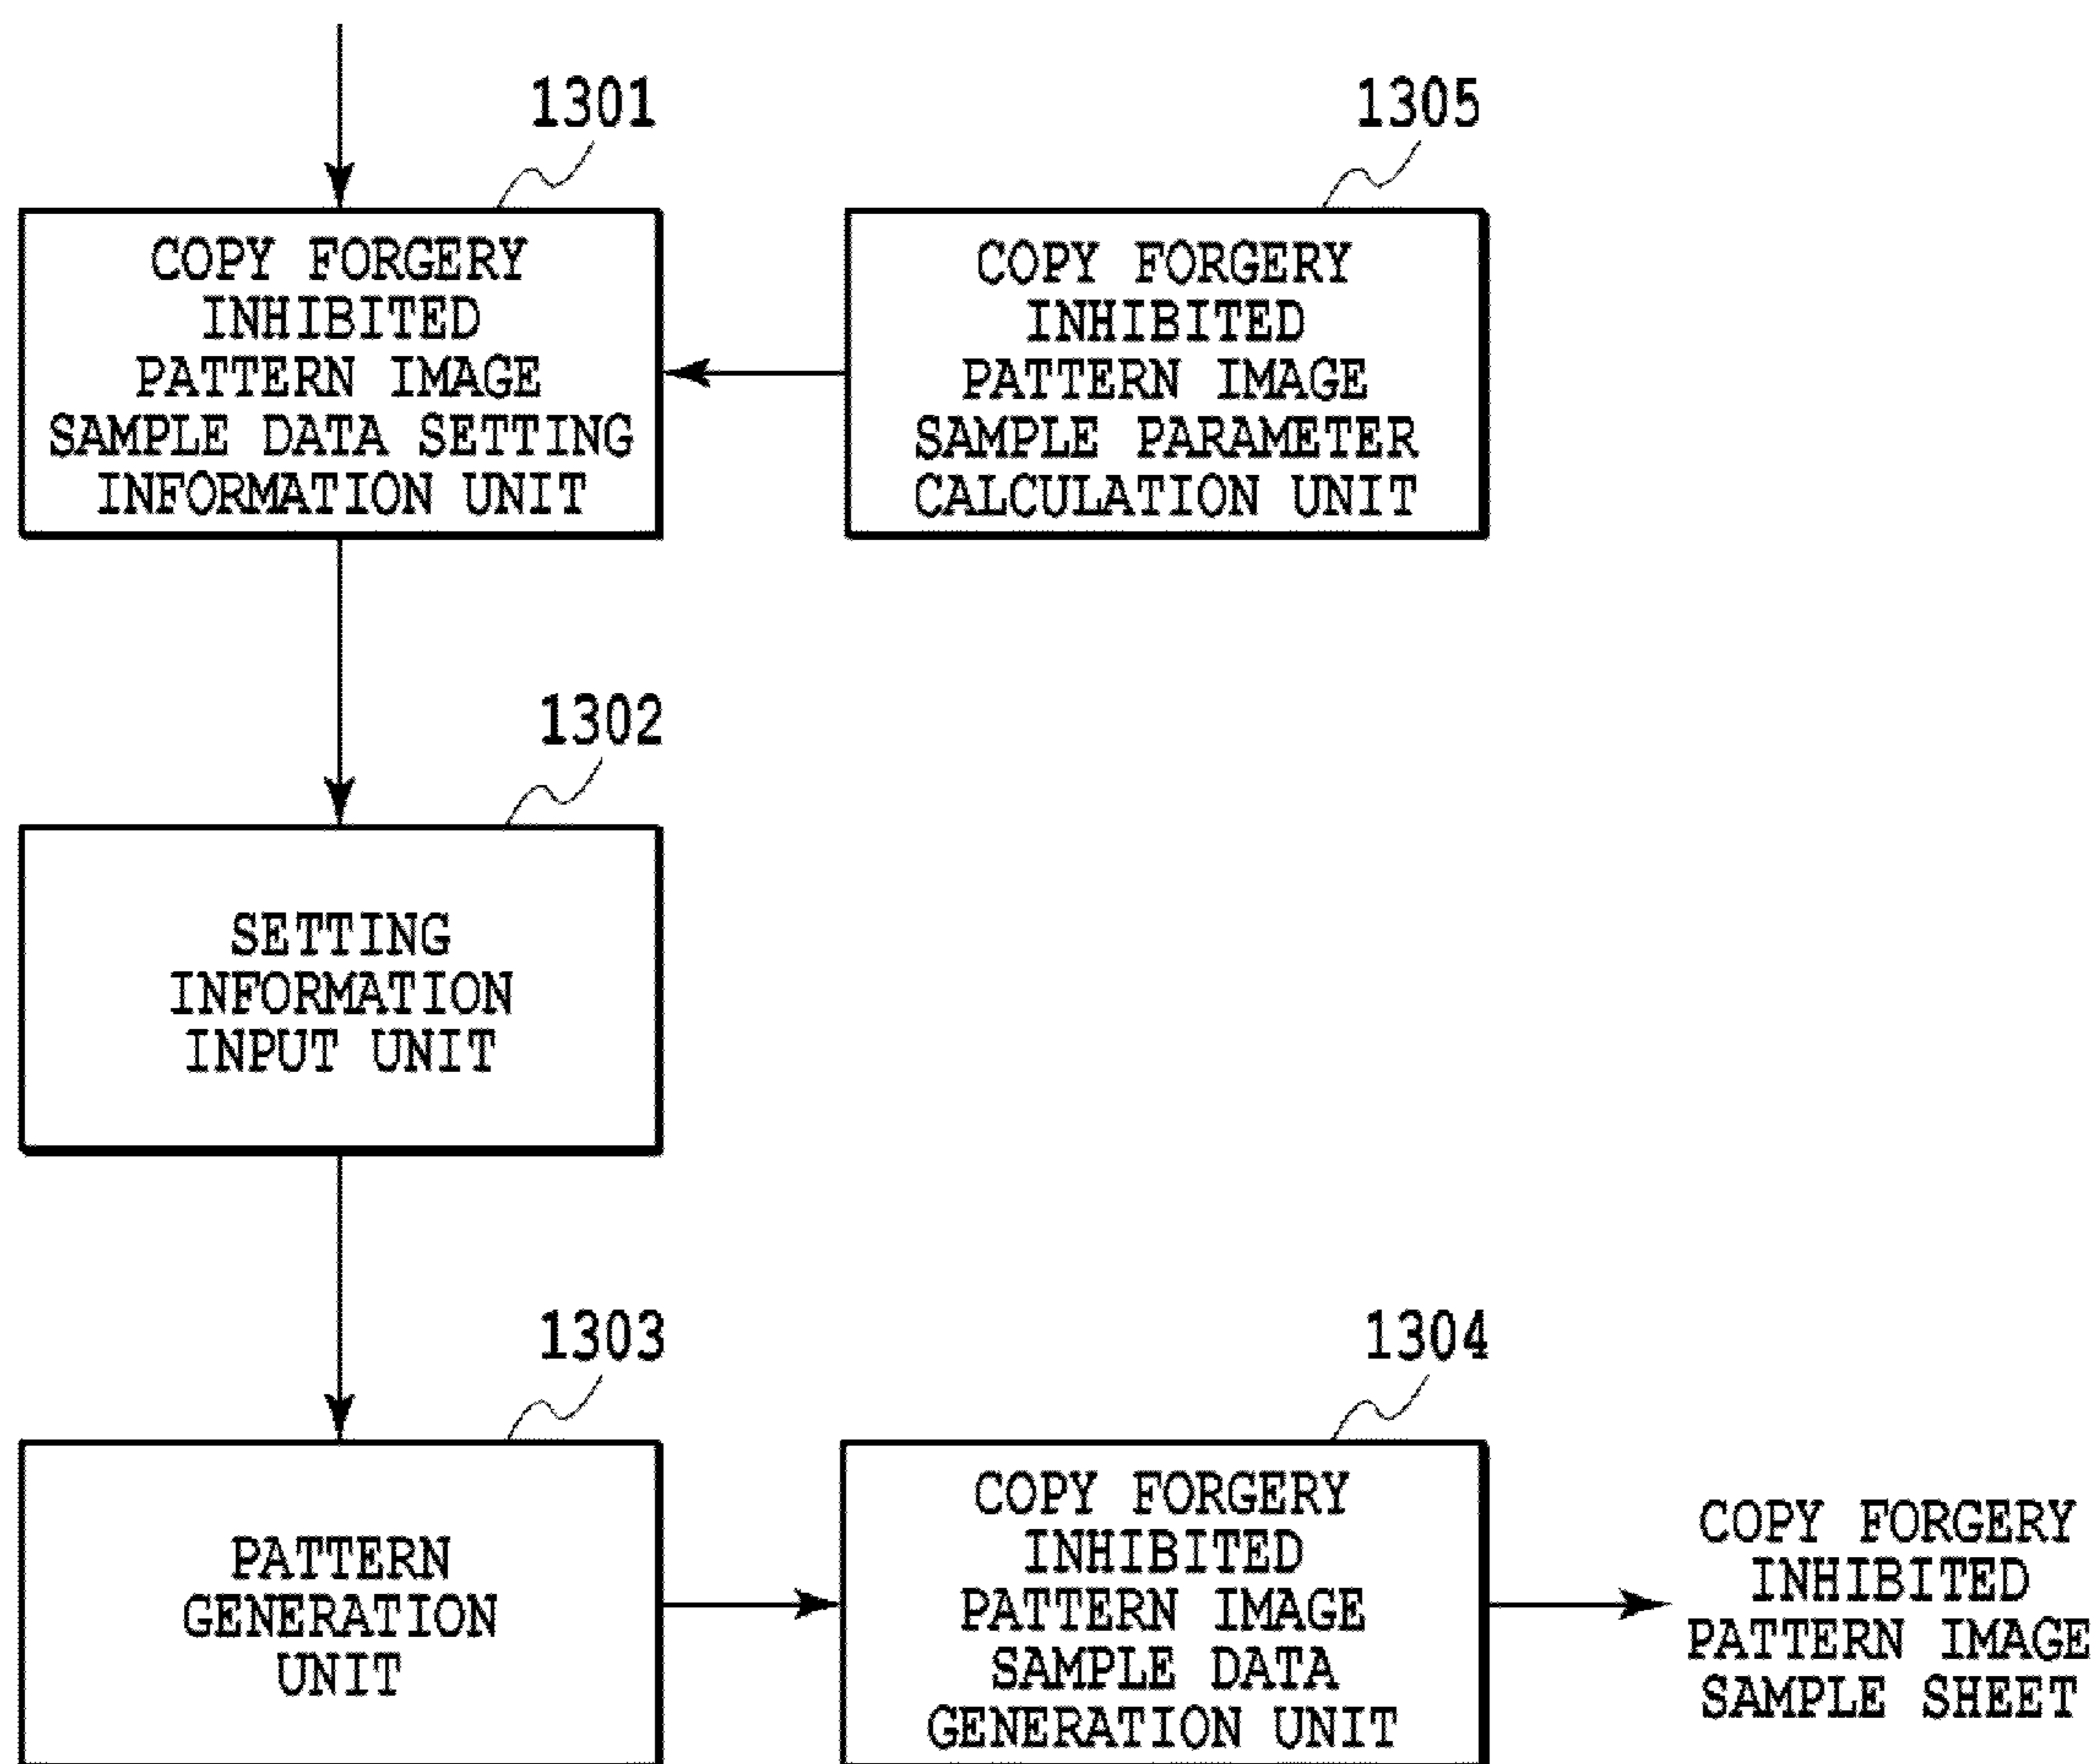 1301
COPY FORGERY
INHIBITED
PATTERN IMAGE
SAMPLE DATA SETTING
INFORMATION UNIT
1305
COPY FORGERY
INHIBITED
PATTERN IMAGE
SAMPLE PARAMETER
CALCULATION UNIT
1302
SETTING
INFORMATION
INPUT UNIT
1303
PATTERN
GENERATION
UNIT
1304
COPY FORGERY
INHIBITED
PATTERN IMAGE
SAMPLE DATA
GENERATION UNIT
COPY FORGERY
INHIBITED
PATTERN IMAGE
SAMPLE SHEET